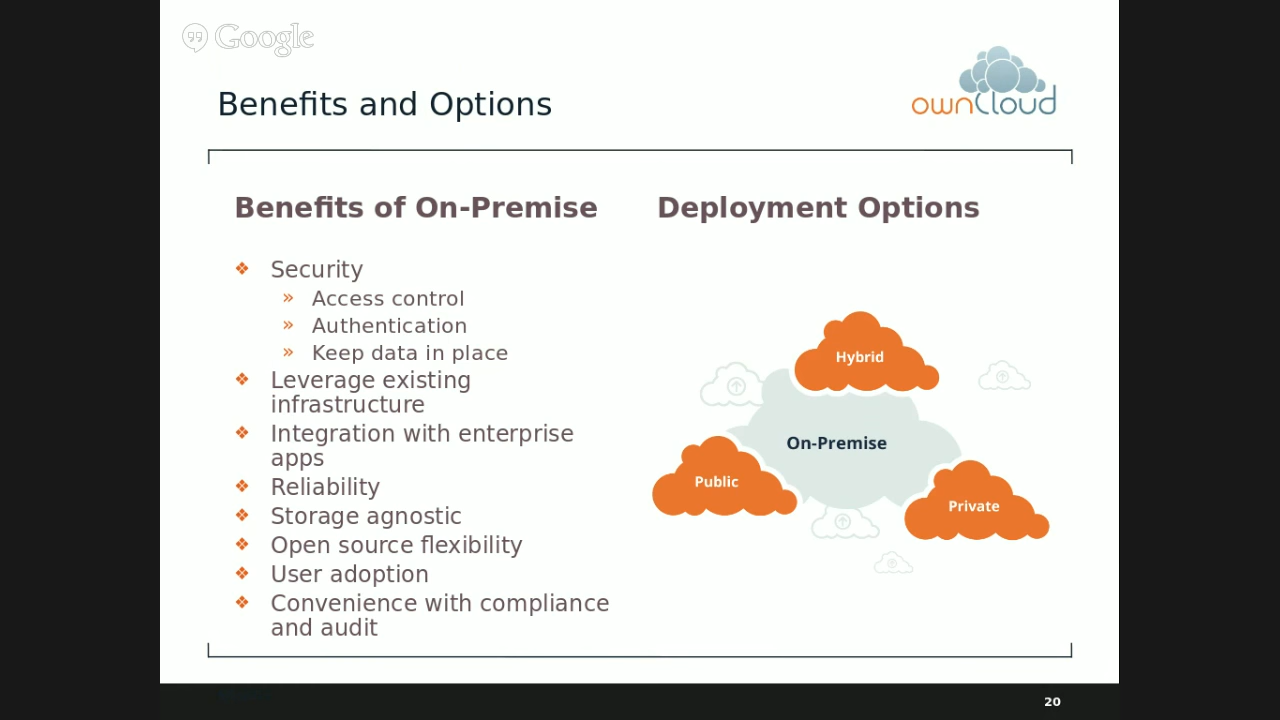 Google
ownCloud
Benefits and Options
Benefits of On-Premise
❖ Security
» Access control
» Authentication
» Keep data in place
❖ Leverage existing
infrastructure
❖ Integration with enterprise
apps
❖ Reliability
❖ Storage agnostic
❖ Open source flexibility
❖ User adoption
❖ Convenience with compliance
and audit
Deployment Options
Hybrid
On-Premise
Public
Private
20